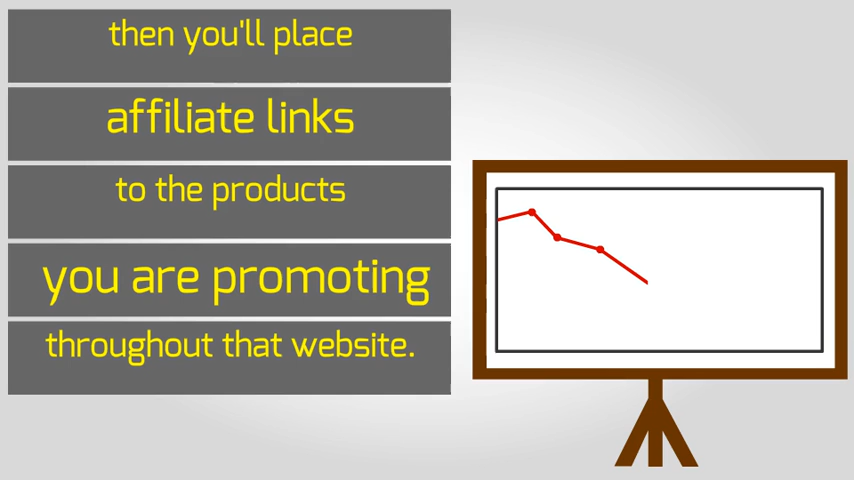 then you'll place
affiliate links
to the products
you are promoting
throughout that website.